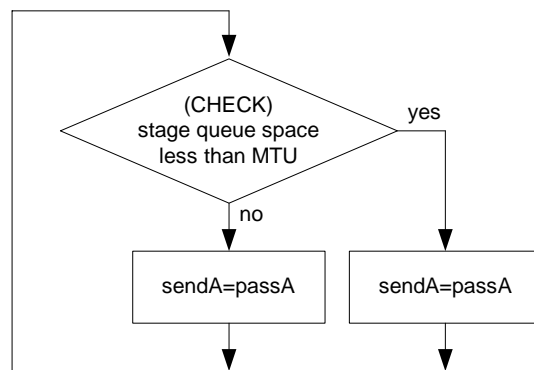 (CHECK)
stage queue space
less than MTU
yes
no
sendA=passA
sendA=passA